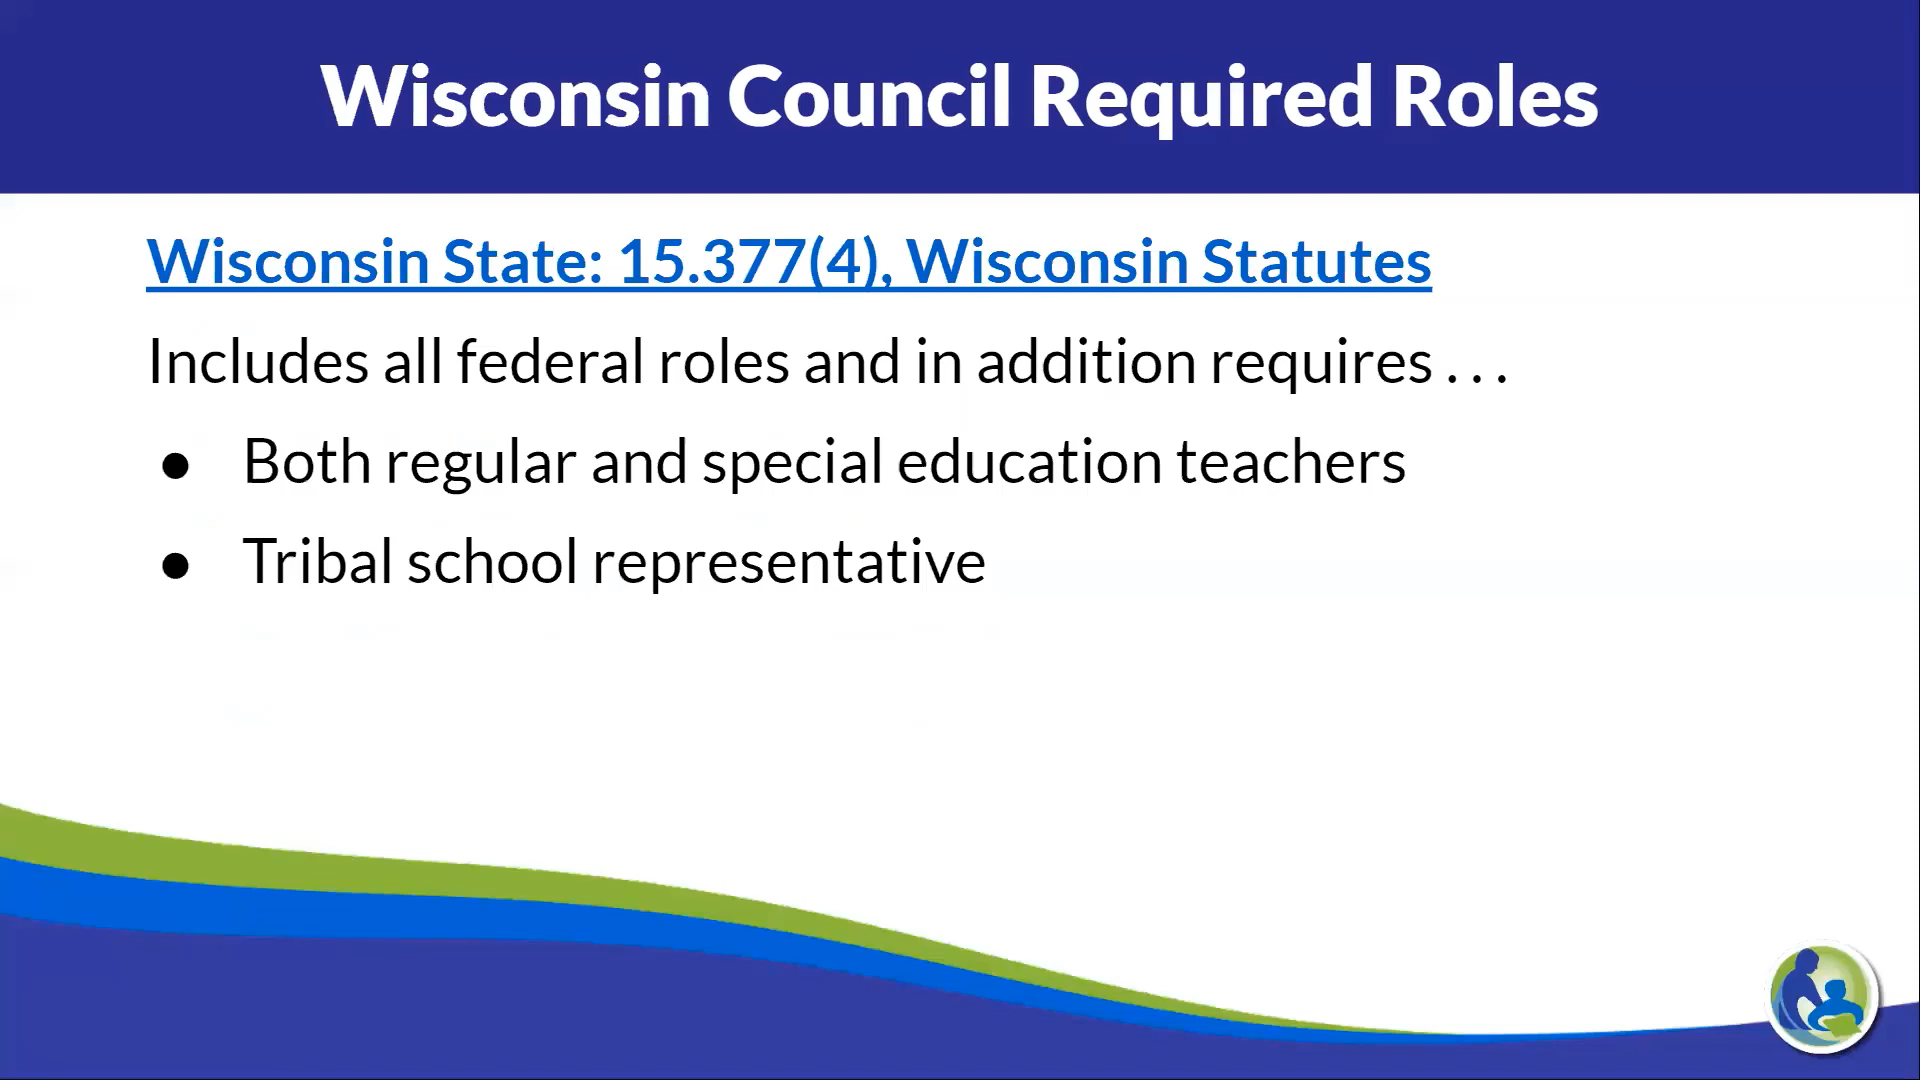 Wisconsin Council Required Roles
Wisconsin State: 15.377(4), Wisconsin Statutes
Includes all federal roles and in addition requires . . .
● Both regular and special education teachers
● Tribal school representative